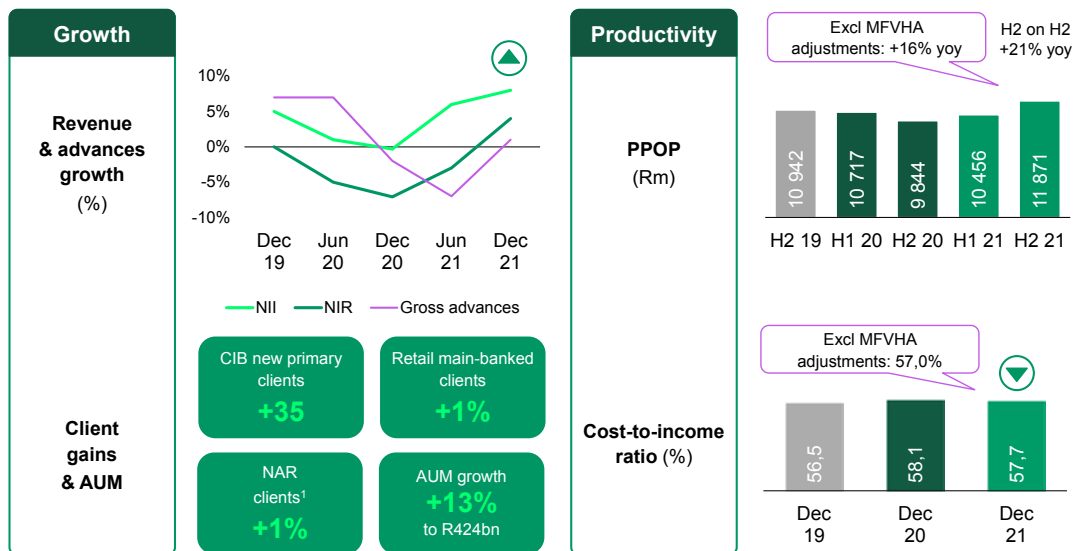 Growth
Revenue
& advances
growth
(%)
10%
5%
0%
-5%
-10%
Dec
19
Jun
20
Dec
20
Jun
21
Dec
21
NII
NIR
Gross advances
Client
gains
& AUM
CIB new primary
clients
+35
Retail main-banked
clients
+1%
NAR
clients¹
+1%
AUM growth
+13%
to R424bn
Productivity
PPOP
(Rm)
Excl MFVHA
adjustments: +16% yoy
H2 on H2
+21% yoy
10 942
10 717
9 844
10 456
11 871
H2 19
H1 20
H2 20
H1 21
H2 21
Cost-to-income
ratio (%)
Excl MFVHA
adjustments: 57,0%
56,5
58,1
57,7
Dec
19
Dec
20
Dec
21